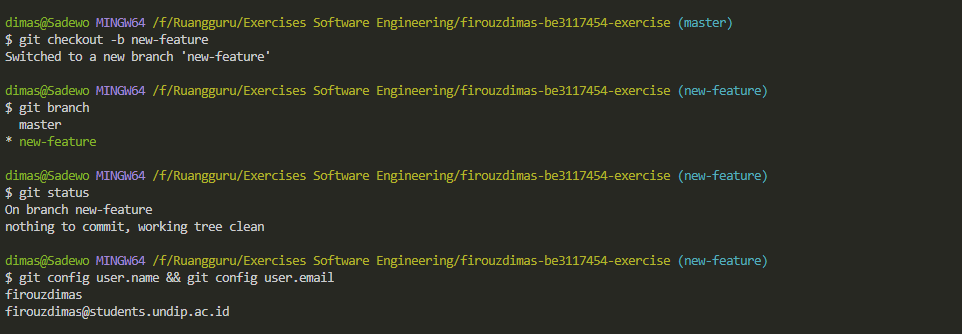 dimas@Sadewo MINGW64 /f/Ruangguru/Exercises Software Engineering/firouzdimas-be3117454-exercise (master)
$ git checkout -b new-feature
Switched to a new branch 'new-feature'
dimas@Sadewo MINGW64 /f/Ruangguru/Exercises Software Engineering/firouzdimas-be3117454-exercise (new-feature)
$ git branch
  master
* new-feature
dimas@Sadewo MINGW64 /f/Ruangguru/Exercises Software Engineering/firouzdimas-be3117454-exercise (new-feature)
$ git status
On branch new-feature
nothing to commit, working tree clean
dimas@Sadewo MINGW64 /f/Ruangguru/Exercises Software Engineering/firouzdimas-be3117454-exercise (new-feature)
$ git config user.name && git config user.email
firouzdimas
firouzdimas@students.undip.ac.id